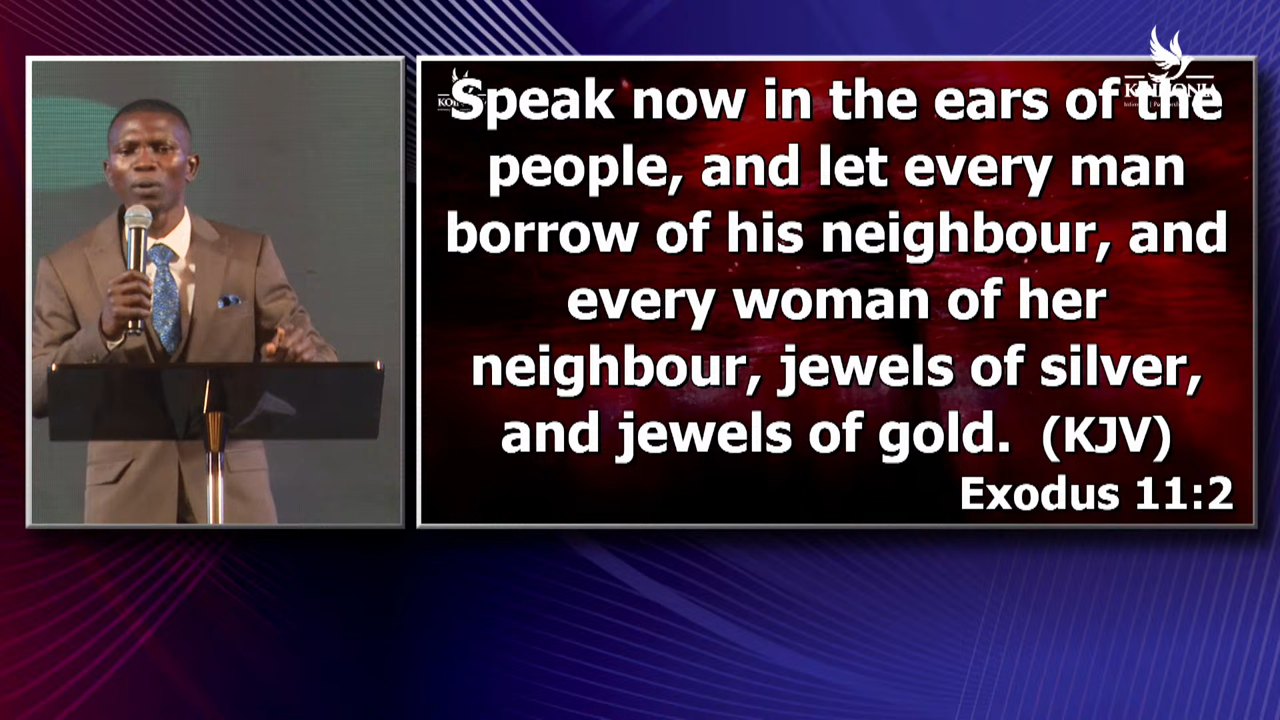 Speak now in the ears of the
people, and let every man
borrow of his neighbour, and
every woman of her
neighbour, jewels of silver,
and jewels of gold. (KJV)
Exodus 11:2